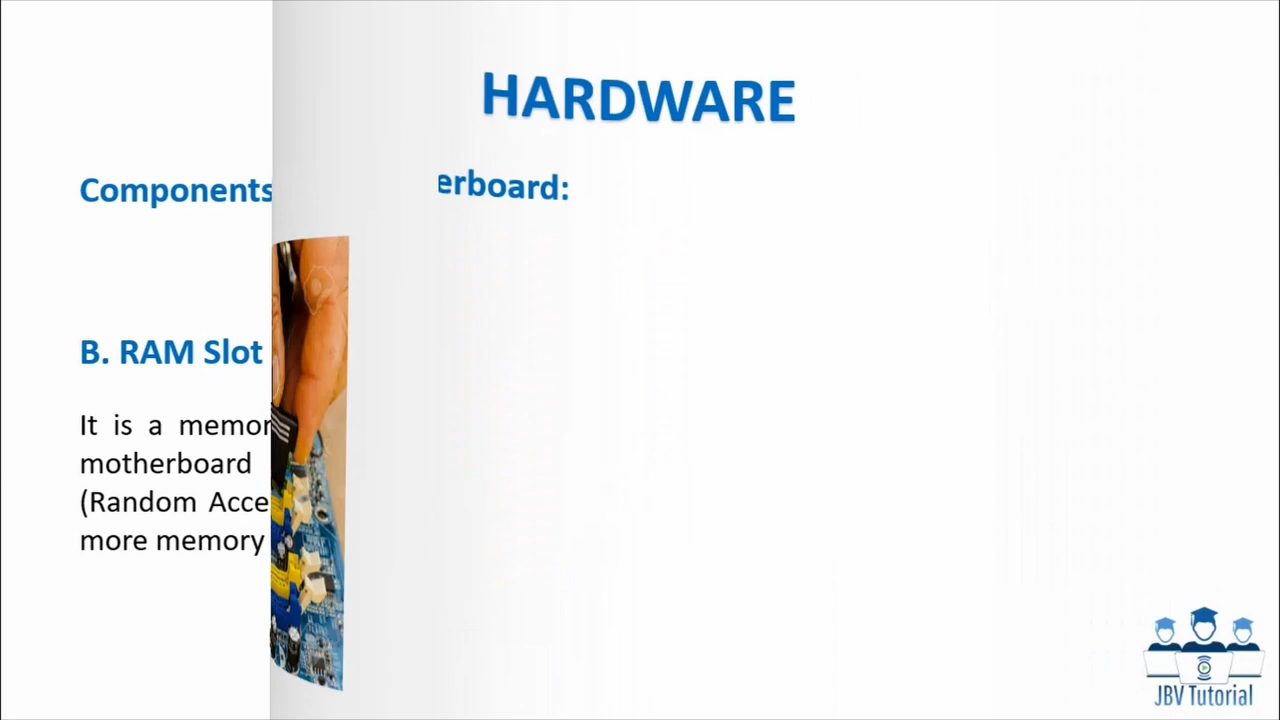 HARDWARE
Components erboard:
B. RAM Slot
It is a memor
motherboard
(Random Acce
more memory
JBV Tutorial